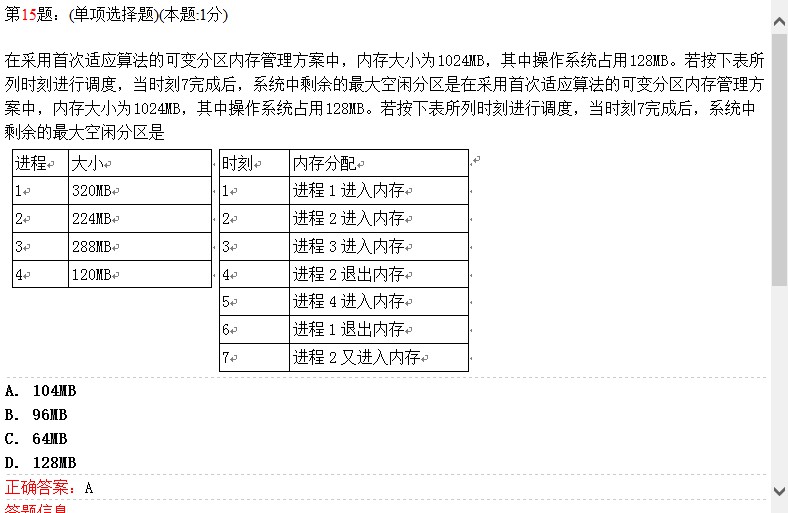 第15题：(单项选择题)(本题:1分)
在采用首次适应算法的可变分区内存管理方案中，内存大小为1024MB，其中操作系统占用128MB。若按下表所
列时刻进行调度，当时刻7完成后，系统中剩余的最大空闲分区是在采用首次适应算法的可变分区内存管理方
案中，内存大小为1024MB，其中操作系统占用128MB。若按下表所列时刻进行调度，当时刻7完成后，系统中
剩余的最大空闲分区是
进程 大小
1 320MB
2 224MB
3 288MB
4 120MB
时刻 内存分配
1 进程 1 进入内存
2 进程 2 进入内存
3 进程 3 进入内存
4 进程 2 退出内存
5 进程 4 进入内存
6 进程 1 退出内存
7 进程 2 又进入内存
A. 104MB
B. 96MB
C. 64MB
D. 128MB
正确答案：A
答题信息